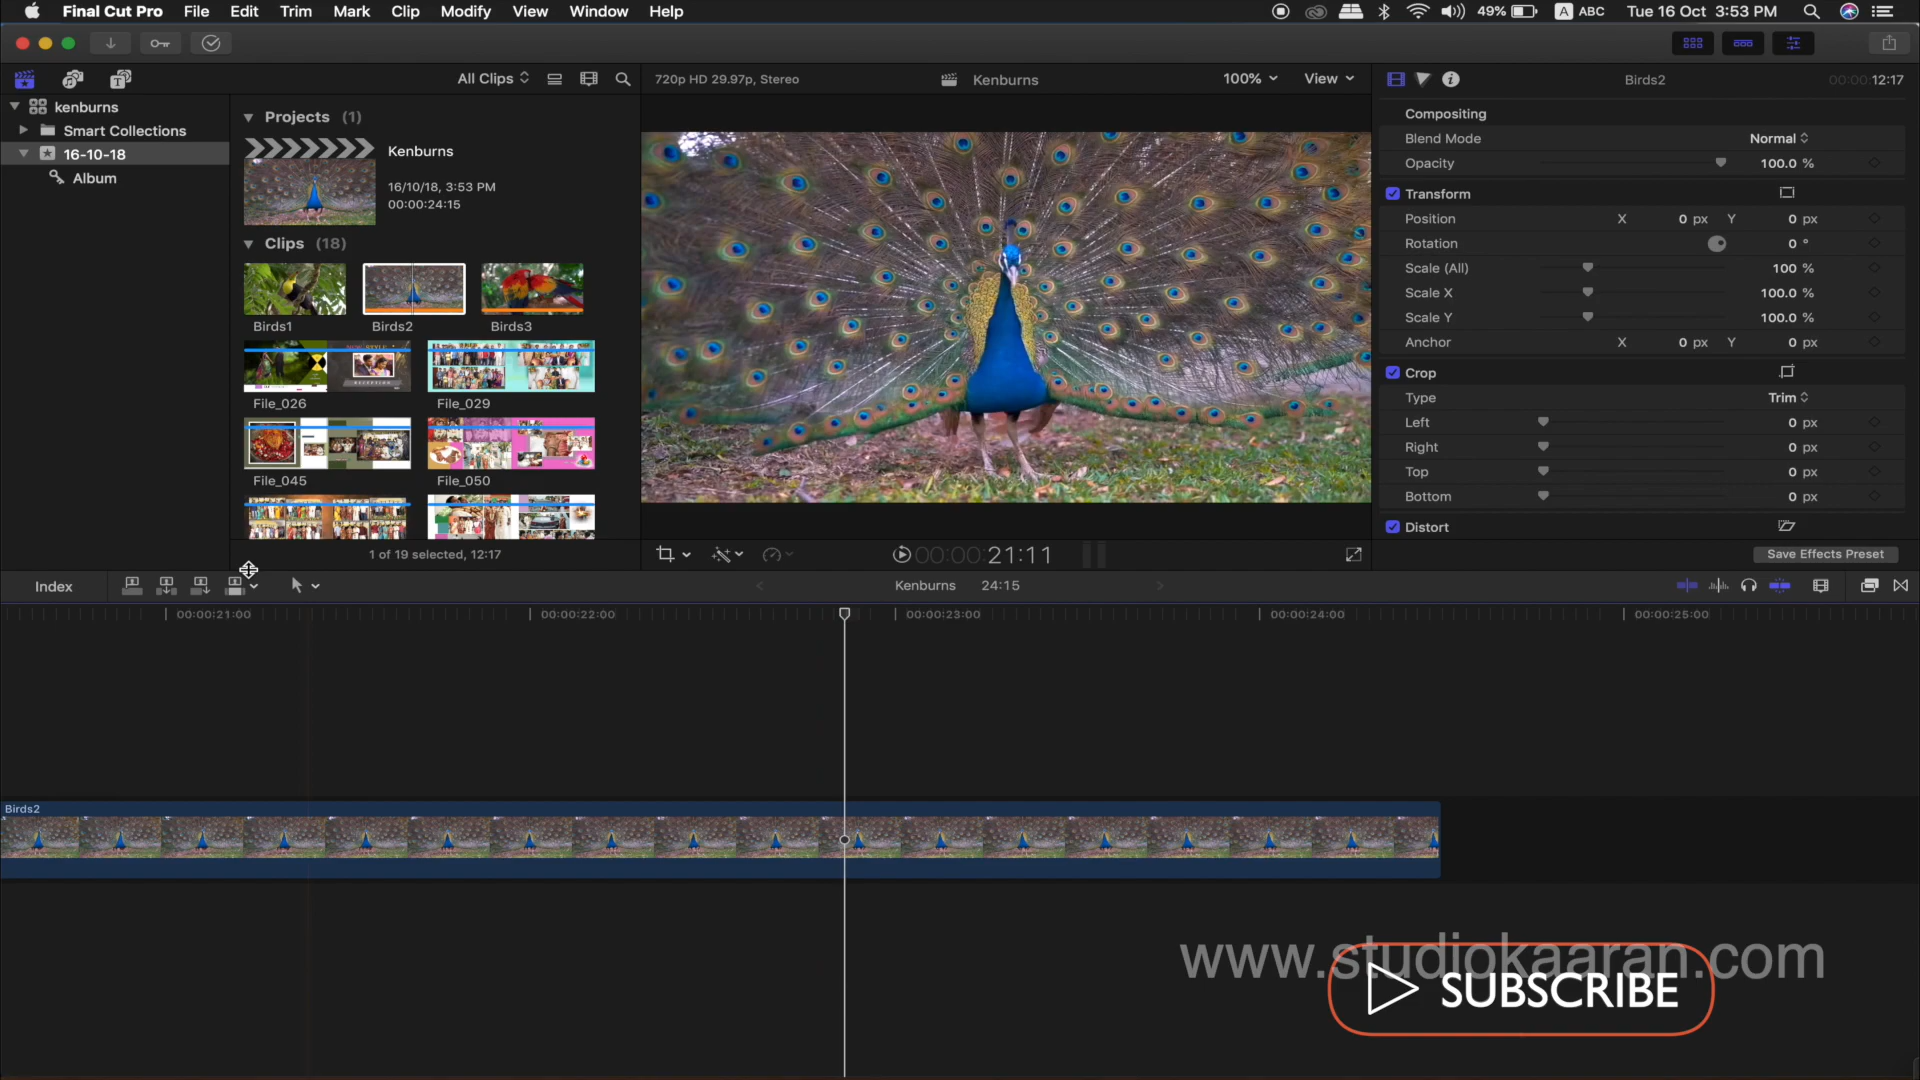 Final Cut Pro File Edit Trim Mark Clip Modify View Window Help 49% A ABC Tue 16 Oct 3:53 PM
T
All Clips
720p HD 29.97p, Stereo
Kenburns
100%
View
Birds2
00:00:12:17
kenburns
Smart Collections
16-10-18
Album
Projects (1)
Kenburns
16/10/18, 3:53 PM
00:00:24:15
Clips (18)
Birds1
Birds2
Birds3
File_026
File_029
File_045
File_050
1 of 19 selected, 12:17
00:00:21:11
Compositing
Blend Mode Normal
Opacity 100.0 %
Transform
Position X 0 px Y 0 px
Rotation 0 °
Scale (All) 100 %
Scale X 100.0 %
Scale Y 100.0 %
Anchor X 0 px Y 0 px
Crop
Type Trim
Left 0 px
Right 0 px
Top 0 px
Bottom 0 px
Distort
Save Effects Preset
Index
Kenburns 24:15
00:00:21:00
00:00:22:00
00:00:23:00
00:00:24:00
00:00:25:00
Birds2
www.studiokaaran.com
SUBSCRIBE